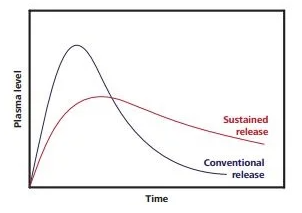 Plasma level
Sustained
release
Conventional
release
Time